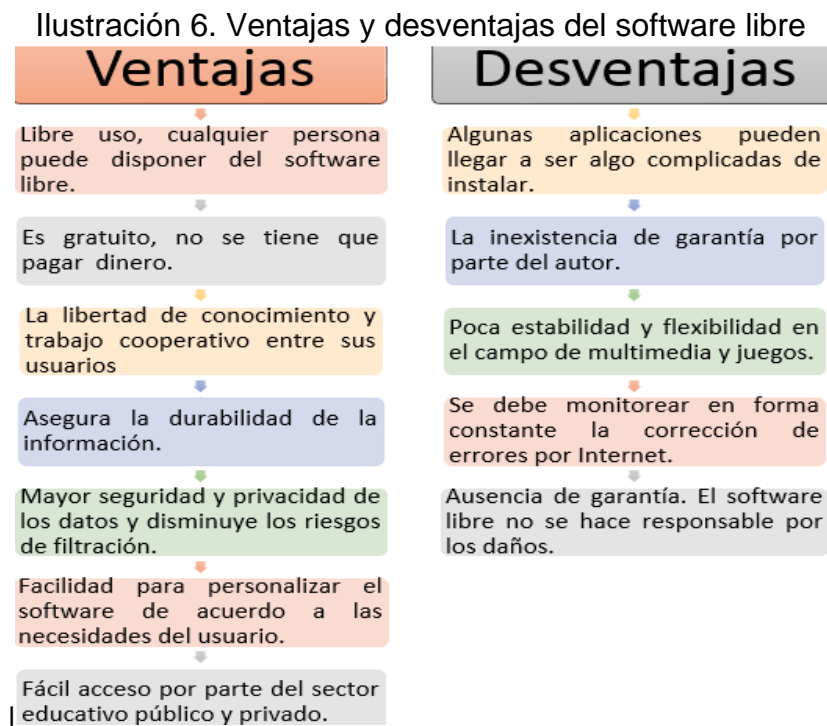 Ilustración 6. Ventajas y desventajas del software libre
Ventajas
Libre uso, cualquier persona
puede disponer del software
libre.
Es gratuito, no se tiene que
pagar dinero.
La libertad de conocimiento y
trabajo cooperativo entre sus
usuarios
Asegura la durabilidad de la
información.
Mayor seguridad y privacidad de
los datos y disminuye los riesgos
de filtración.
Facilidad para personalizar el
software de acuerdo a las
necesidades del usuario.
Fácil acceso por parte del sector
educativo público y privado.
Desventajas
Algunas aplicaciones pueden
llegar a ser algo complicadas de
instalar.
La inexistencia de garantía por
parte del autor.
Poca estabilidad y flexibilidad en
el campo de multimedia y juegos.
Se debe monitorear en forma
constante la corrección de
errores por Internet.
Ausencia de garantía. El software
libre no se hace responsable por
los daños.